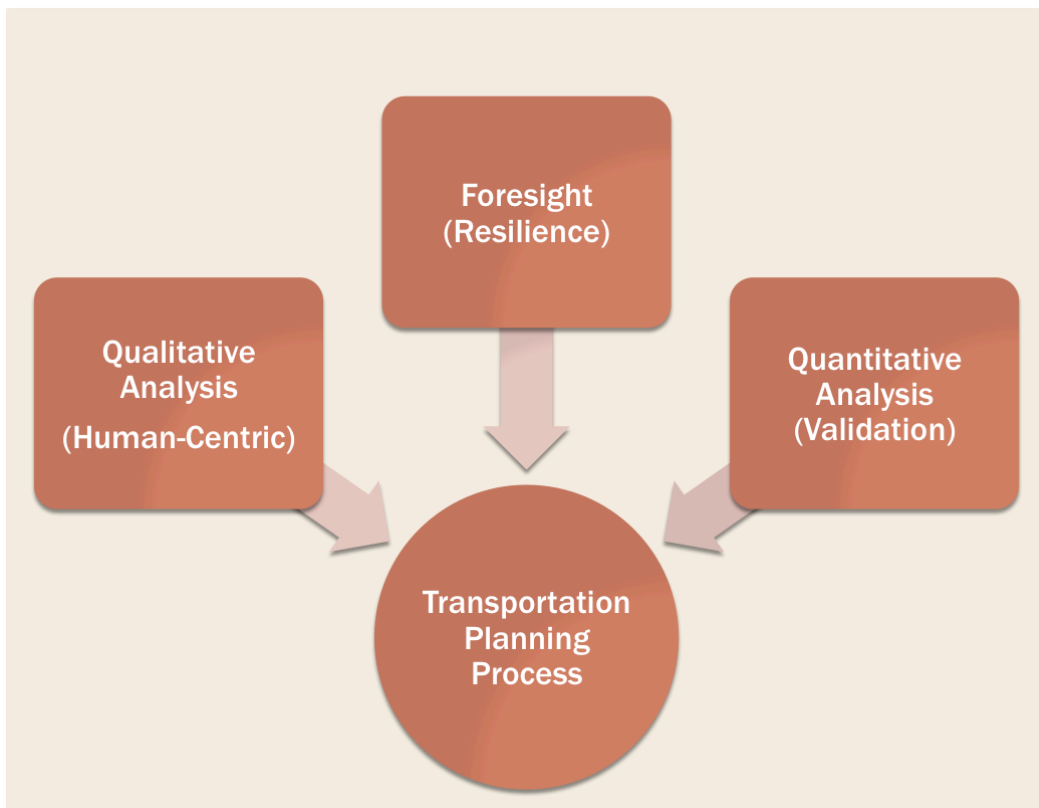 Foresight
(Resilience)
Qualitative
Analysis
(Human-Centric)
Quantitative
Analysis
(Validation)
Transportation
Planning
Process